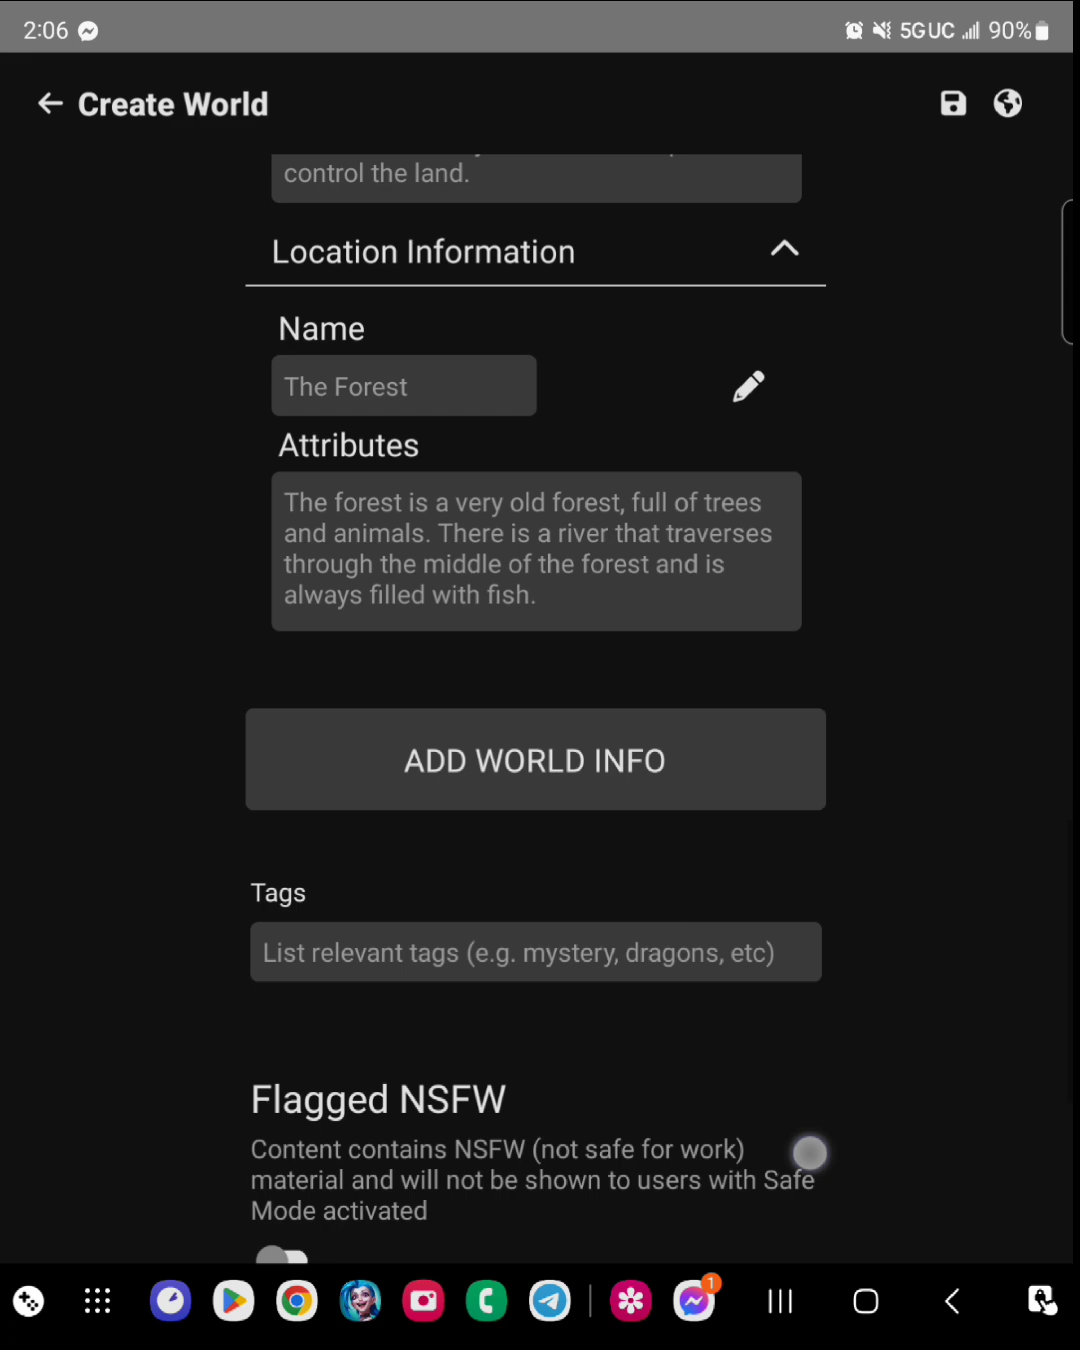 2:06
5G UC 90%
Create World
control the land.
Location Information
Name
The Forest
Attributes
The forest is a very old forest, full of trees
and animals. There is a river that traverses
through the middle of the forest and is
always filled with fish.
ADD WORLD INFO
Tags
List relevant tags (e.g. mystery, dragons, etc)
Flagged NSFW
Content contains NSFW (not safe for work)
material and will not be shown to users with Safe
Mode activated
1